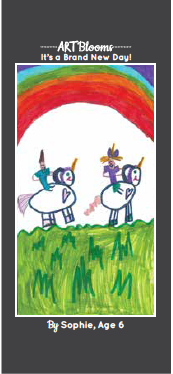 ART Blooms
It's a Brand New Day!
By Sophie, Age 6